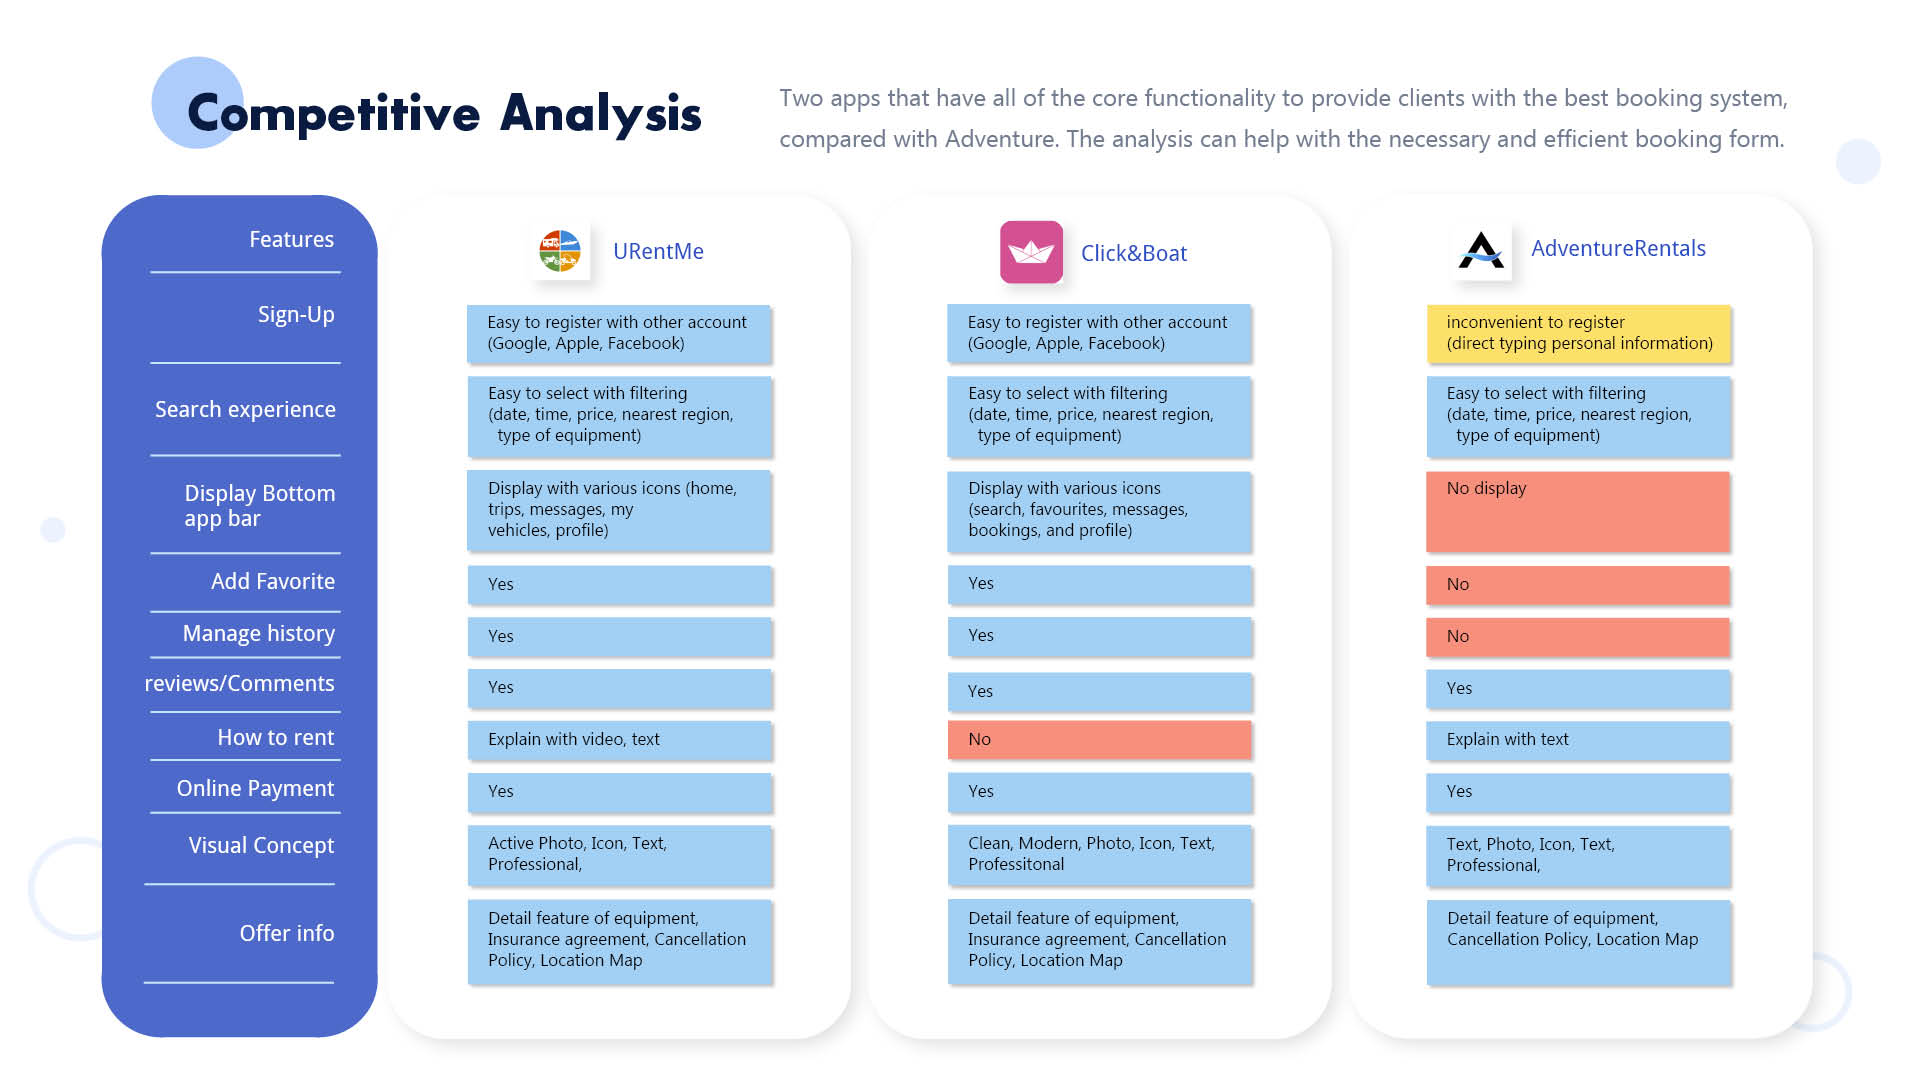 Competitive Analysis
Two apps that have all of the core functionality to provide clients with the best booking system,
compared with Adventure. The analysis can help with the necessary and efficient booking form.
Features
URentMe
Click&Boat
AdventureRentals
Sign-Up
Easy to register with other account
(Google, Apple, Facebook)
Easy to register with other account
(Google, Apple, Facebook)
inconvenient to register
(direct typing personal information)
Search experience
Easy to select with filtering
(date, time, price, nearest region,
type of equipment)
Easy to select with filtering
(date, time, price, nearest region,
type of equipment)
Easy to select with filtering
(date, time, price, nearest region,
type of equipment)
Display Bottom
app bar
Display with various icons (home,
trips, messages, my
vehicles, profile)
Display with various icons
(search, favourites, messages,
bookings, and profile)
No display
Add Favorite
Yes
Yes
No
Manage history
Yes
Yes
No
reviews/Comments
Yes
Yes
Yes
How to rent
Explain with video, text
No
Explain with text
Online Payment
Yes
Yes
Yes
Visual Concept
Active Photo, Icon, Text,
Professional,
Clean, Modern, Photo, Icon, Text,
Professitonal
Text, Photo, Icon, Text,
Professional,
Offer info
Detail feature of equipment,
Insurance agreement, Cancellation
Policy, Location Map
Detail feature of equipment,
Insurance agreement, Cancellation
Policy, Location Map
Detail feature of equipment,
Cancellation Policy, Location Map